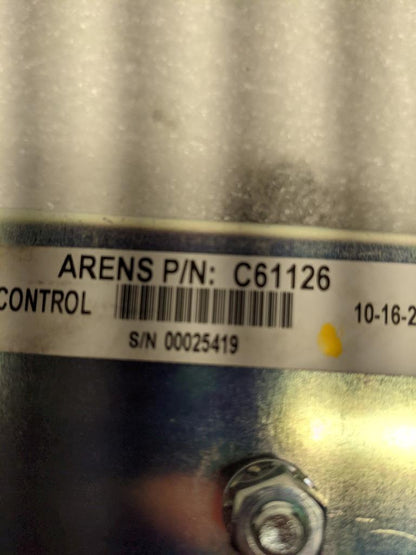 ARENS P/N: C61126
CONTROL
10-16-2
S/N 00025419